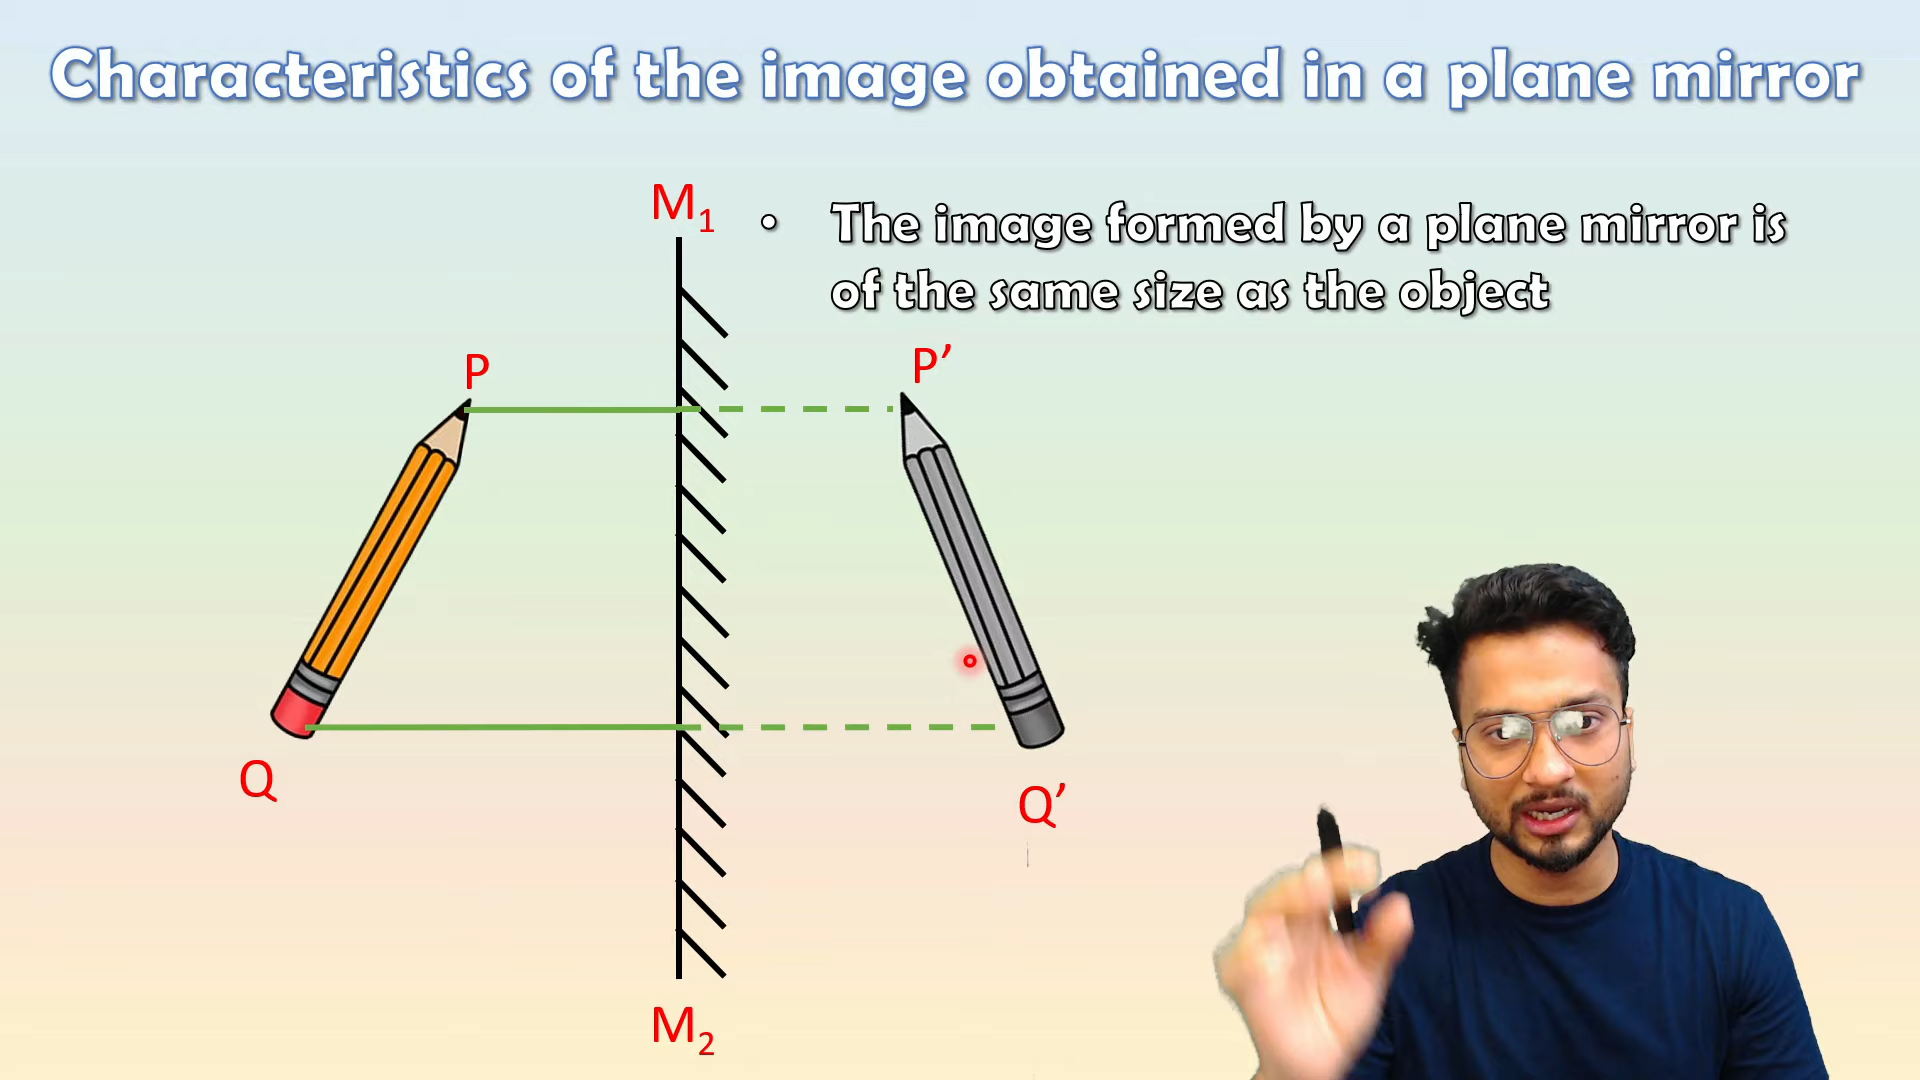 Characteristics of the image obtained in a plane mirror
M₁
• The image formed by a plane mirror is
of the same size as the object
P
P’
Q
Q’
M₂